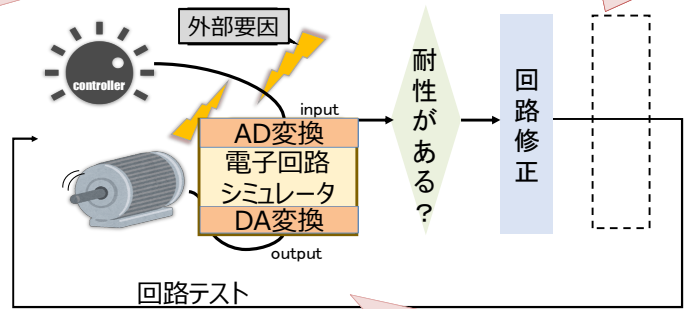 外部要因
controller
input
AD変換
電子回路
シミュレータ
DA変換
output
耐性がある?
回路修正
回路テスト